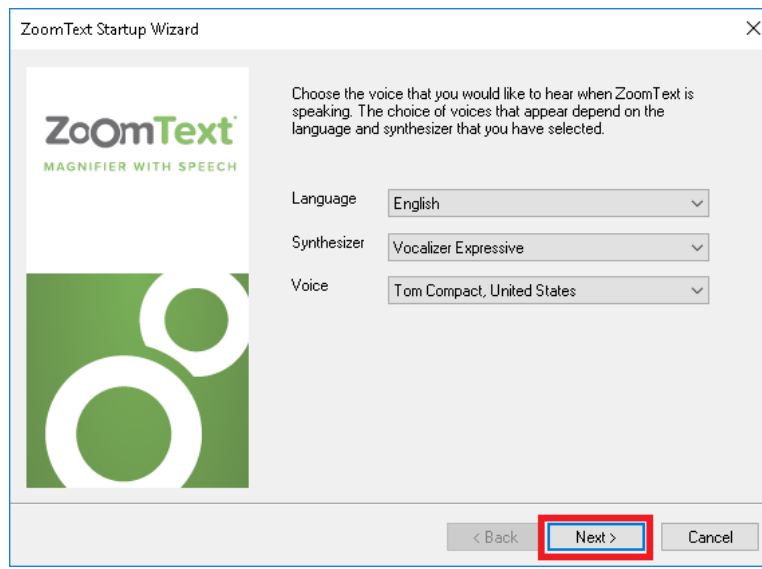 ZoomText Startup Wizard
ZoomText
MAGNIFIER WITH SPEECH
Choose the voice that you would like to hear when ZoomText is
speaking. The choice of voices that appear depend on the
language and synthesizer that you have selected.
Language English
Synthesizer Vocalizer Expressive
Voice Tom Compact, United States
< Back Next > Cancel